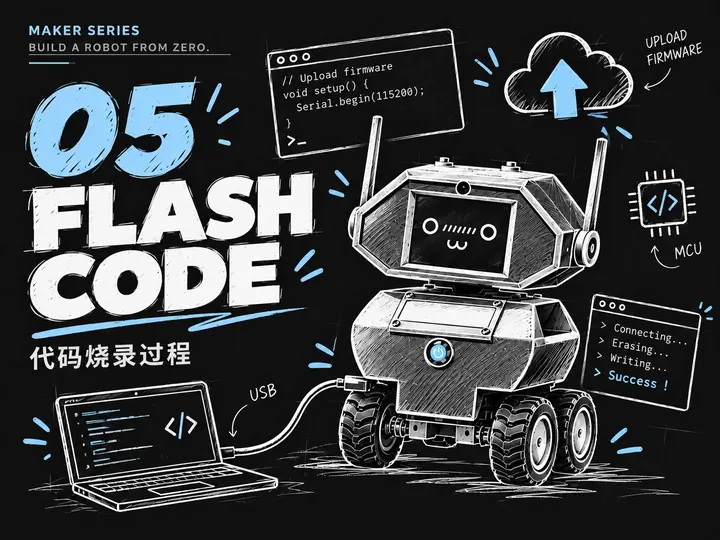 MAKER SERIES
BUILD A ROBOT FROM ZERO.
05
FLASH
CODE
代码烧录过程
// Upload firmware
void setup() {
Serial.begin(115200);
}
>_
UPLOAD
FIRMWARE
</>
MCU
> Connecting...
> Erasing...
> Writing...
> Success !
USB
</>